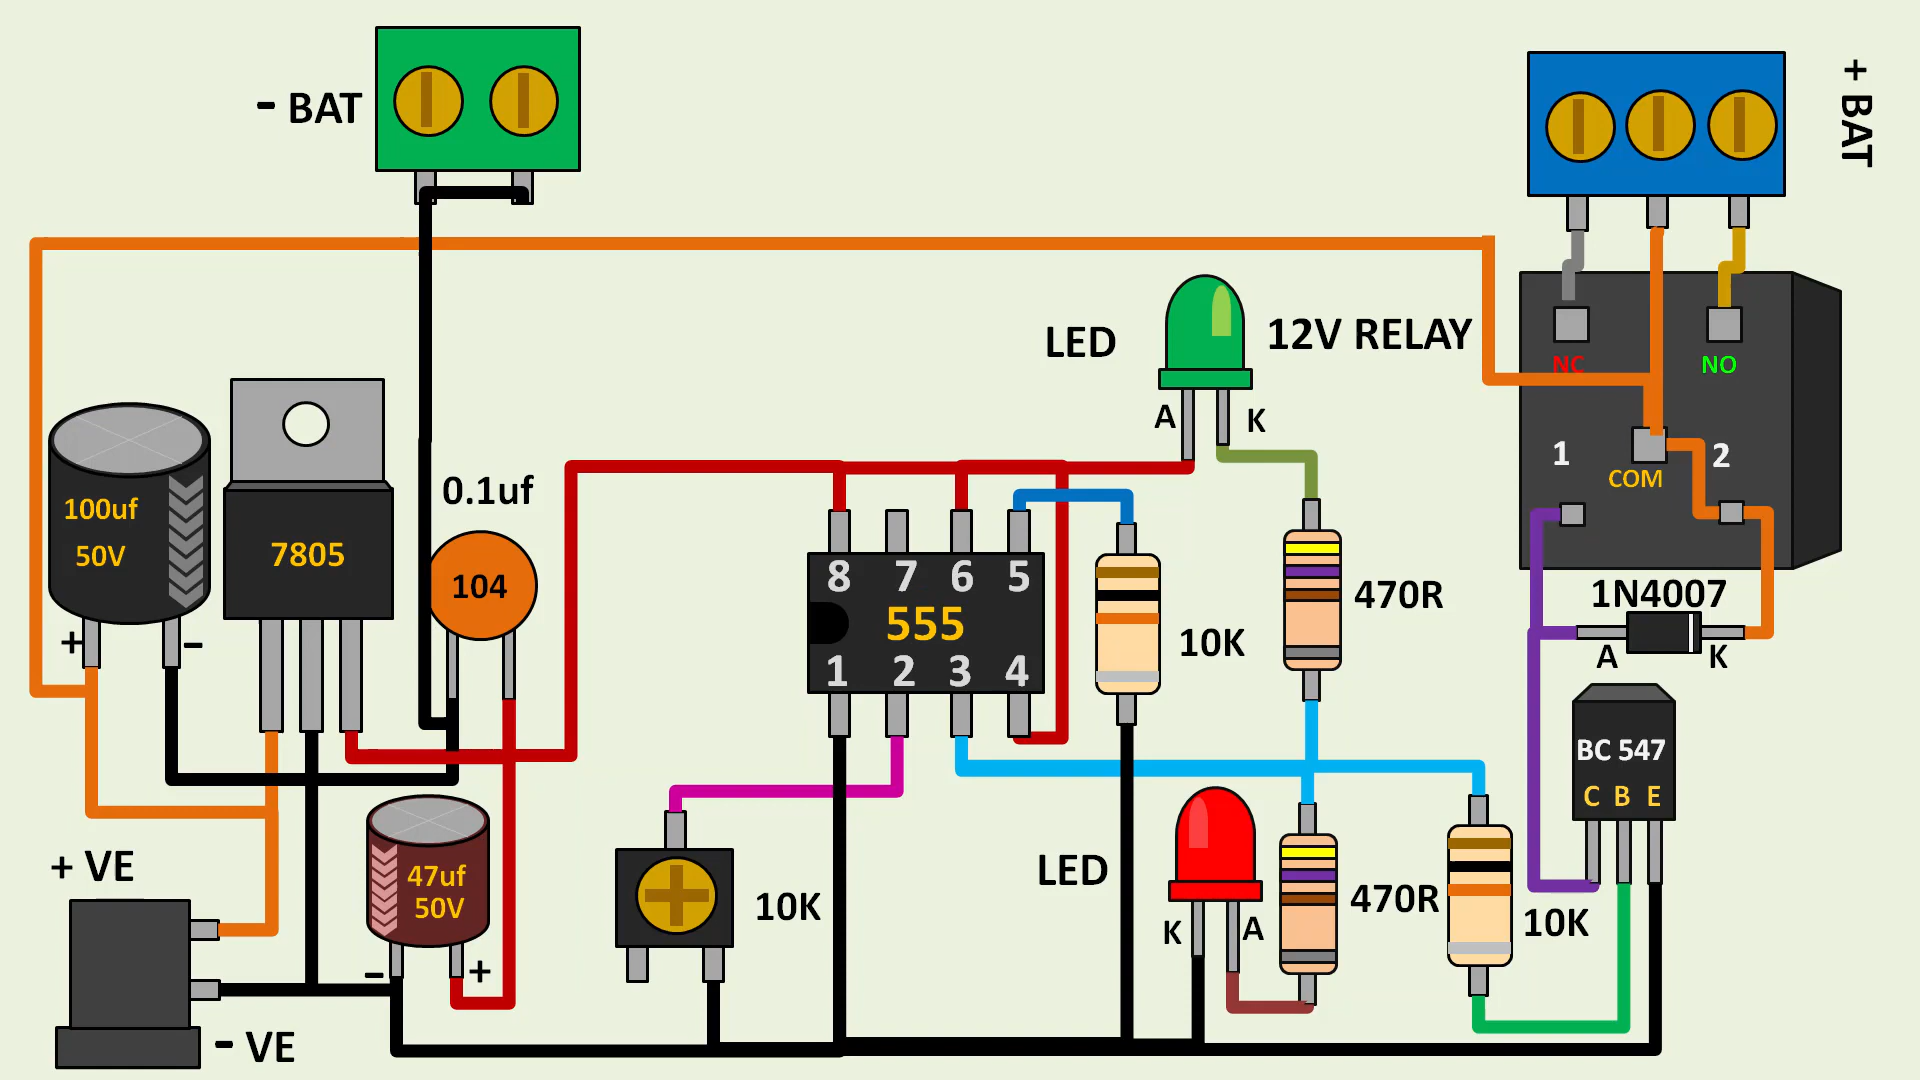 - BAT
+ BAT
LED
12V RELAY
NC
NO
A
K
100uf
50V
+
-
7805
0.1uf
104
1
2
COM
8
7
6
5
555
1
2
3
4
10K
470R
1N4007
A
K
BC 547
C B E
+ VE
- VE
47uf
50V
-
+
10K
LED
K
A
470R
10K